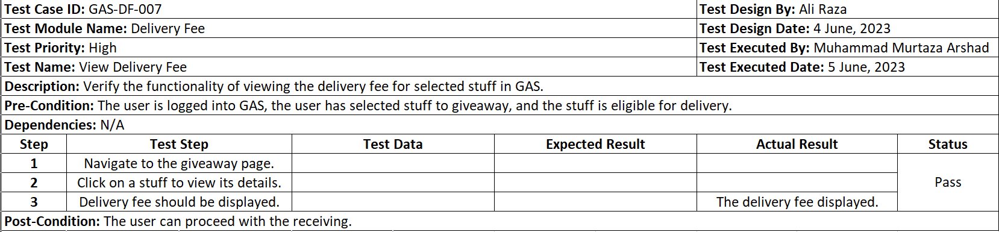 Test Case ID: GAS-DF-007 Test Design By: Ali Raza
Test Module Name: Delivery Fee Test Design Date: 4 June, 2023
Test Priority: High Test Executed By: Muhammad Murtaza Arshad
Test Name: View Delivery Fee Test Executed Date: 5 June, 2023
Description: Verify the functionality of viewing the delivery fee for selected stuff in GAS.
Pre-Condition: The user is logged into GAS, the user has selected stuff to giveaway, and the stuff is eligible for delivery.
Dependencies: N/A
Step Test Step Test Data Expected Result Actual Result Status
1 Navigate to the giveaway page.
2 Click on a stuff to view its details. Pass
3 Delivery fee should be displayed. The delivery fee displayed.
Post-Condition: The user can proceed with the receiving.